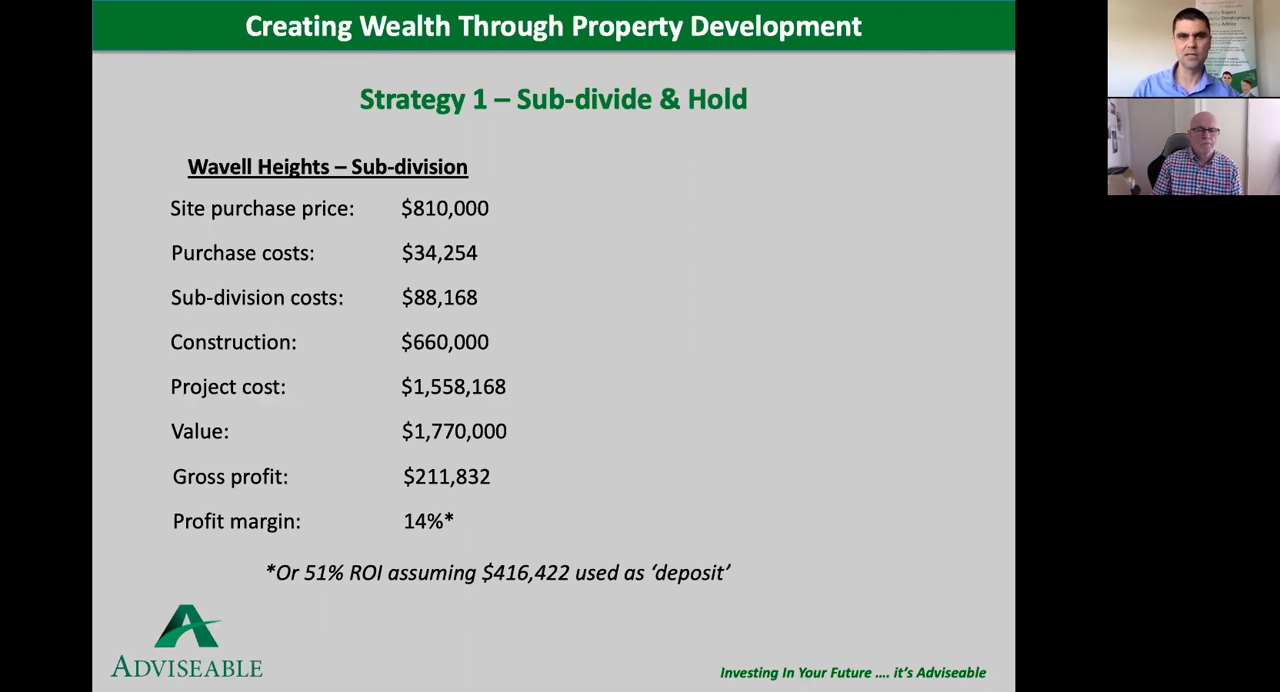 Creating Wealth Through Property Development
Strategy 1 – Sub-divide & Hold
Wavell Heights – Sub-division
Site purchase price: $810,000
Purchase costs: $34,254
Sub-division costs: $88,168
Construction: $660,000
Project cost: $1,558,168
Value: $1,770,000
Gross profit: $211,832
Profit margin: 14%*
*Or 51% ROI assuming $416,422 used as ‘deposit’
ADVISEABLE
Investing In Your Future .... it’s Adviseable